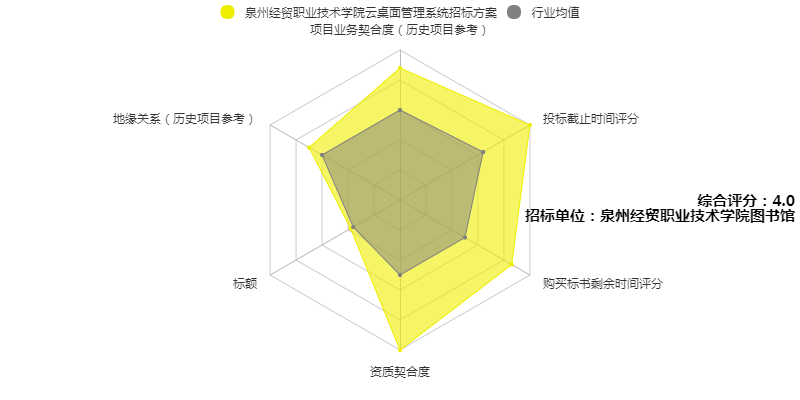 泉州经贸职业技术学院云桌面管理系统招标方案 行业均值
项目业务契合度（历史项目参考）
地缘关系（历史项目参考） 投标截止时间评分
综合评分：4.0
招标单位：泉州经贸职业技术学院图书馆
标额 购买标书剩余时间评分
资质契合度